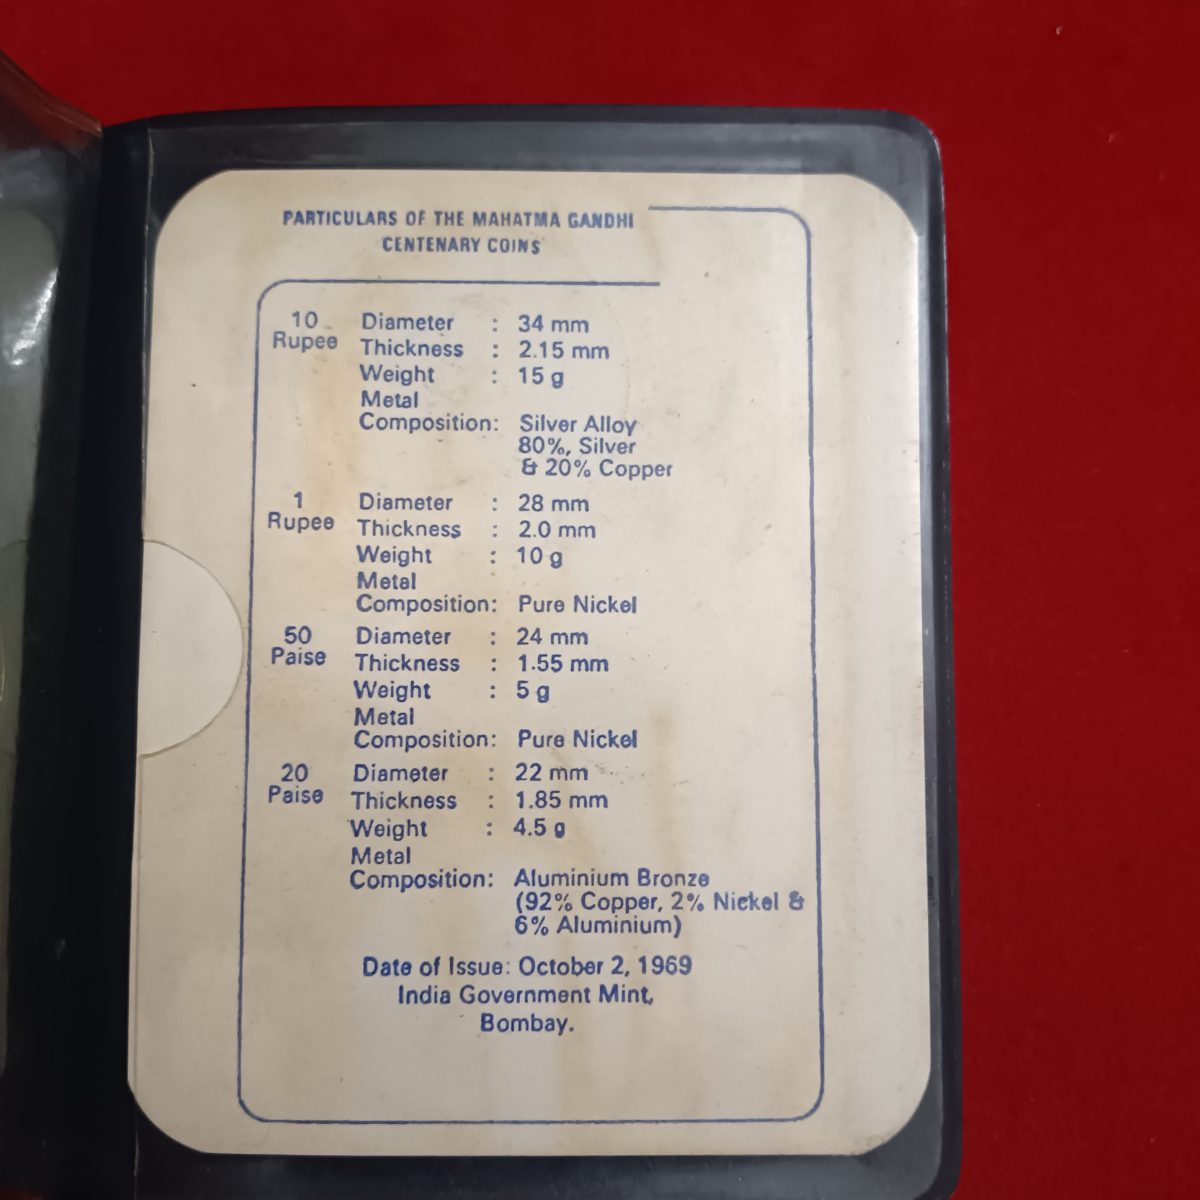 PARTICULARS OF THE MAHATMA GANDHI
CENTENARY COINS
10 Rupee
Diameter : 34 mm
Thickness : 2.15 mm
Weight : 15 g
Metal
Composition: Silver Alloy
80%, Silver
& 20% Copper
1 Rupee
Diameter : 28 mm
Thickness : 2.0 mm
Weight : 10 g
Metal
Composition: Pure Nickel
50 Paise
Diameter : 24 mm
Thickness : 1.55 mm
Weight : 5 g
Metal
Composition: Pure Nickel
20 Paise
Diameter : 22 mm
Thickness : 1.85 mm
Weight : 4.5 g
Metal
Composition: Aluminium Bronze
(92% Copper, 2% Nickel &
6% Aluminium)
Date of Issue: October 2, 1969
India Government Mint,
Bombay.